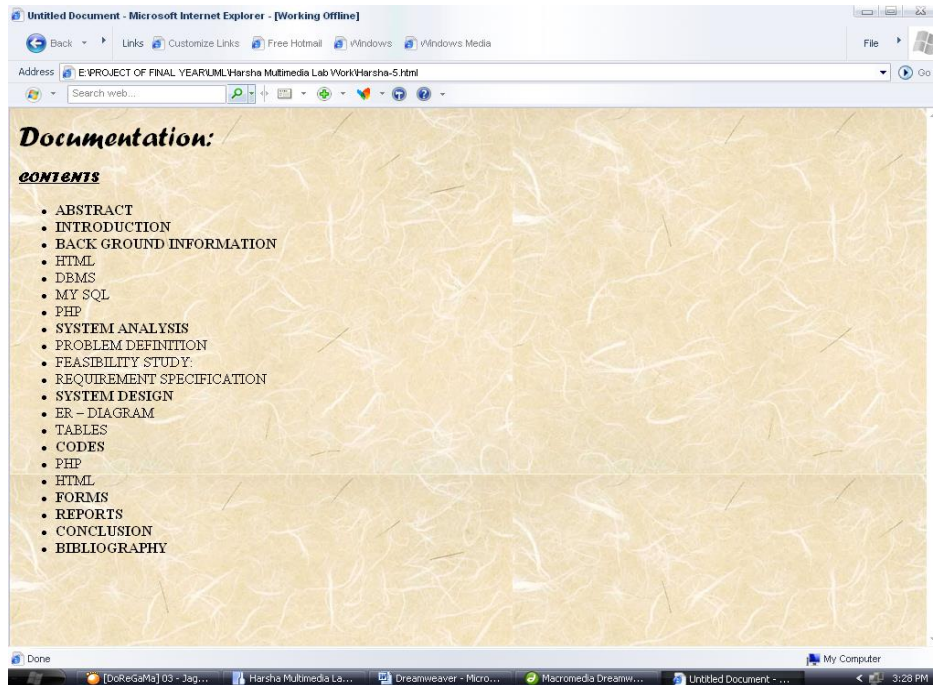 Untitled Document - Microsoft Internet Explorer - [Working Offline]
Back Links Customize Links Free Hotmail Windows Windows Media File
Address E:\PROJECT OF FINAL YEAR\UML\Harsha Multimedia Lab Work\Harsha-5.html Go
Search web...
Documentation:
CONTENTS
• ABSTRACT
• INTRODUCTION
• BACK GROUND INFORMATION
• HTML
• DBMS
• MY SQL
• PHP
• SYSTEM ANALYSIS
• PROBLEM DEFINITION
• FEASIBILITY STUDY:
• REQUIREMENT SPECIFICATION
• SYSTEM DESIGN
• ER – DIAGRAM
• TABLES
• CODES
• PHP
• HTML
• FORMS
• REPORTS
• CONCLUSION
• BIBLIOGRAPHY
Done My Computer
[DoReGaMa] 03 - Jag... Harsha Multimedia La... Dreamweaver - Micro... Macromedia Dreamw... Untitled Document - ... 3:28 PM